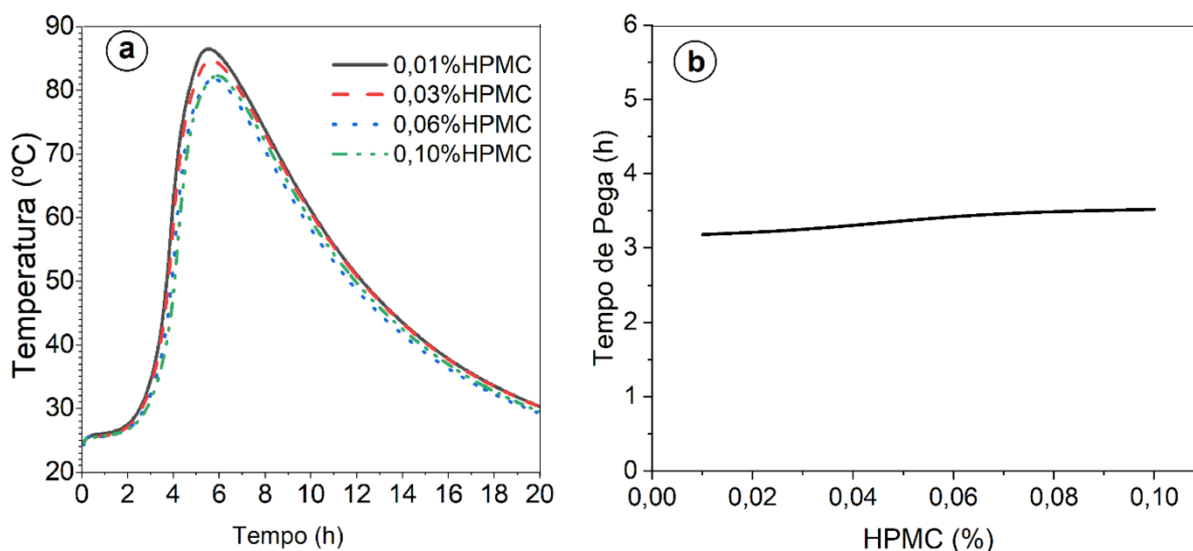 a
90
80
70
60
50
40
30
20
Temperatura (ºC)
0,01%HPMC
0,03%HPMC
0,06%HPMC
0,10%HPMC
0 2 4 6 8 10 12 14 16 18 20
Tempo (h)
b
6
5
4
3
2
1
0
Tempo de Pega (h)
0,00 0,02 0,04 0,06 0,08 0,10
HPMC (%)